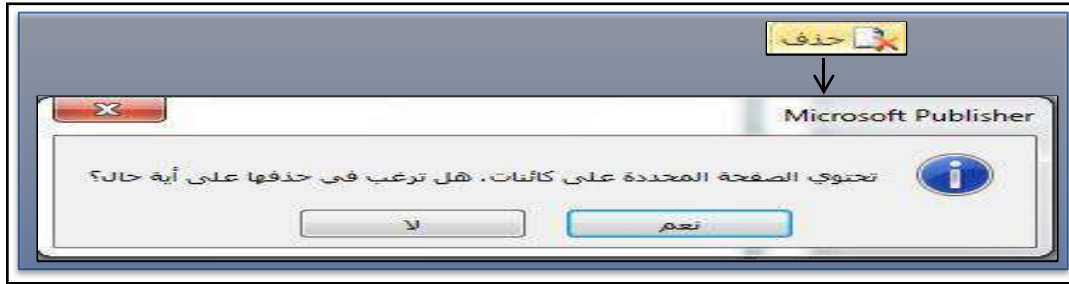 حذف
Microsoft Publisher
تحتوي الصفحة المحددة على كائنات، هل ترغب في حذفها على أية حال؟
نعم لا